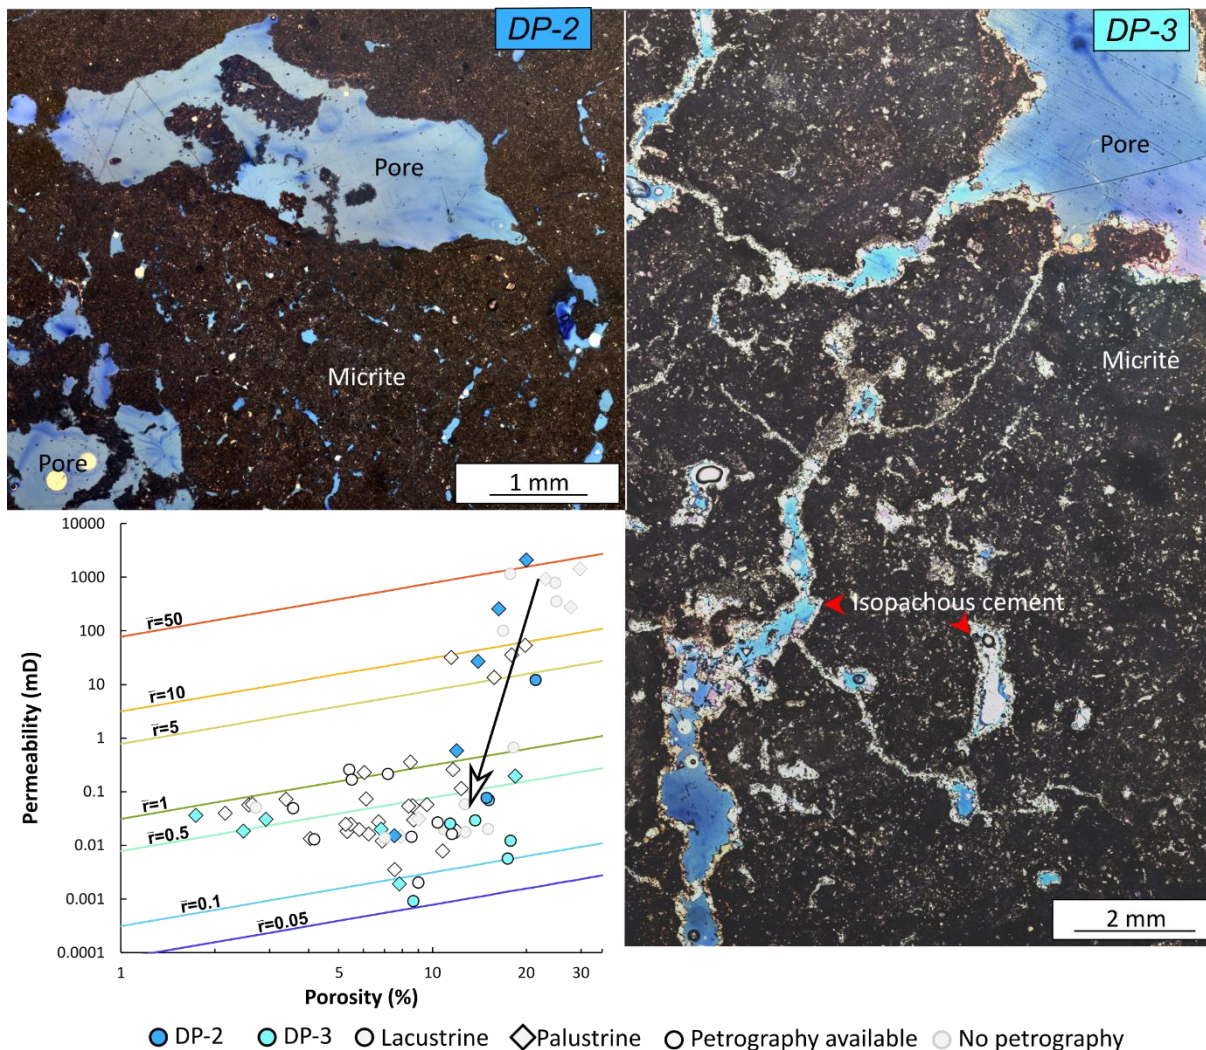 DP-2
Pore
Micrite
Pore
1 mm
DP-3
Pore
Micrite
Isopachous cement
2 mm
Permeability (mD)
10000
1000
100
10
1
0.1
0.01
0.001
0.0001
r̅=50
r̅=10
r̅=5
r̅=1
r̅=0.5
r̅=0.1
r̅=0.05
1 5 10 20 30
Porosity (%)
DP-2 DP-3 Lacustrine Palustrine Petrography available No petrography